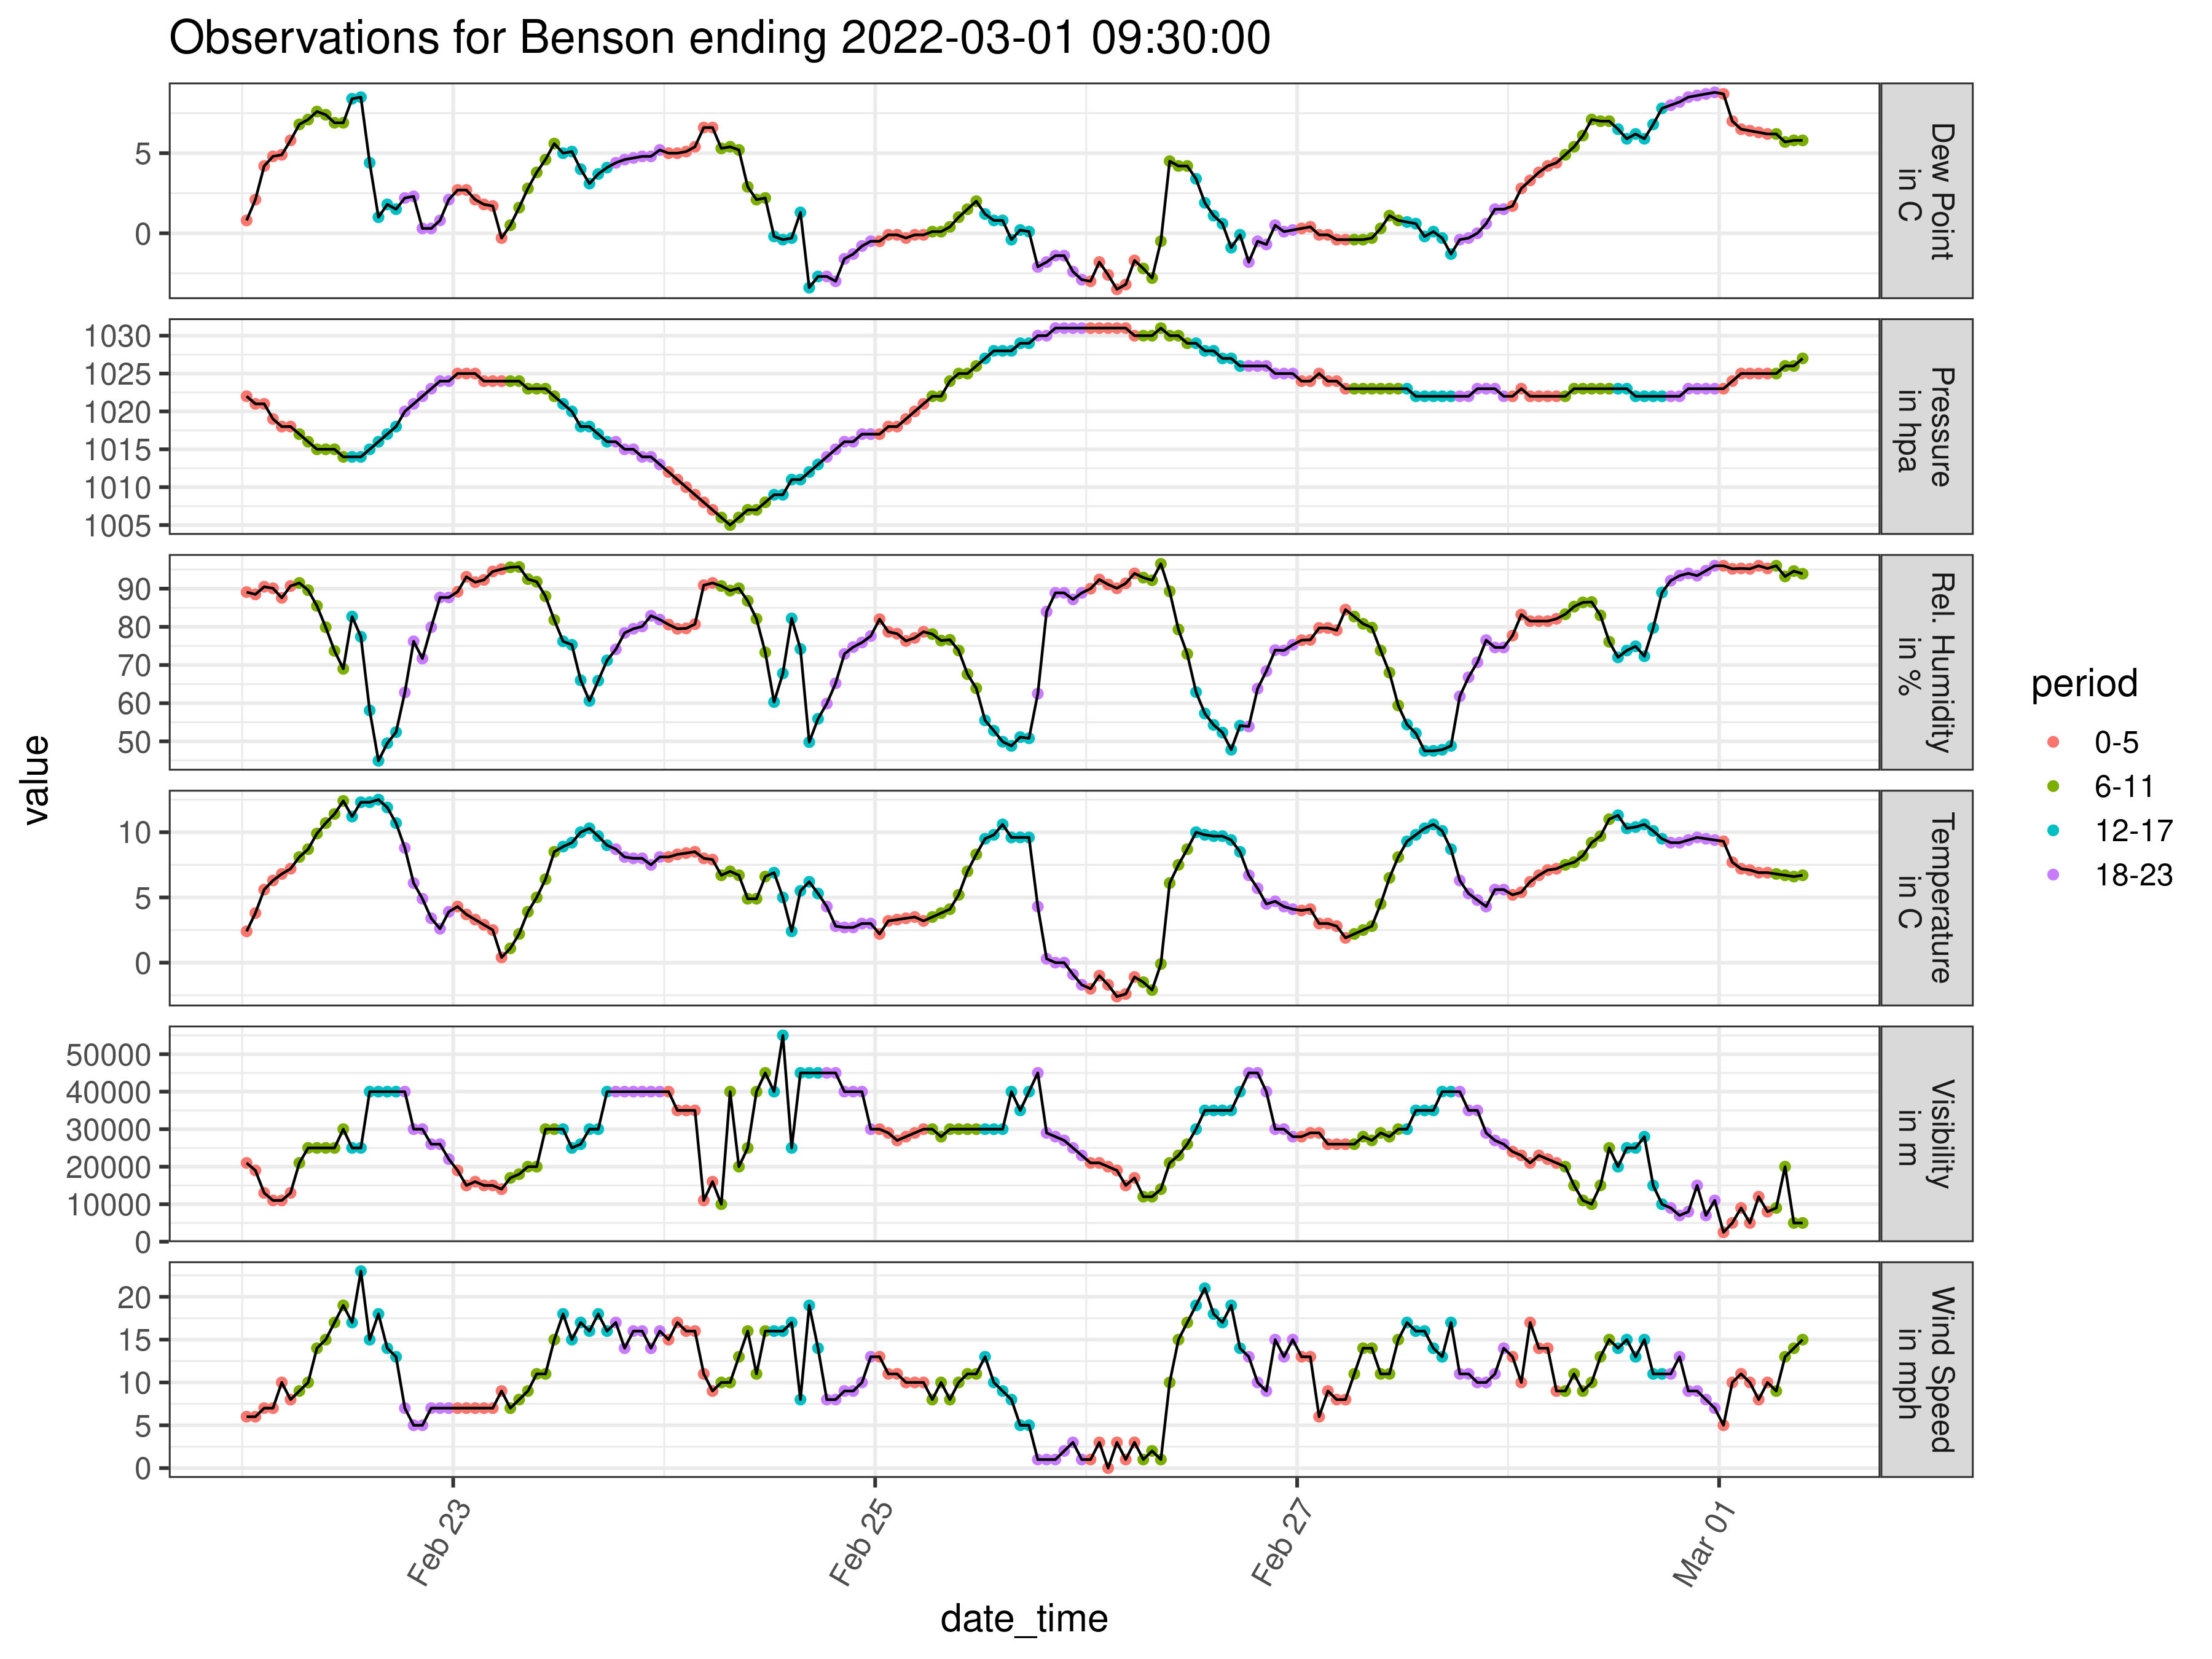 Observations for Benson ending 2022-03-01 09:30:00
value
5
0
Dew Point
in C
1030
1025
1020
1015
1010
1005
Pressure
in hpa
90
80
70
60
50
Rel. Humidity
in %
10
5
0
Temperature
in C
50000
40000
30000
20000
10000
0
Visibility
in m
20
15
10
5
0
Wind Speed
in mph
Feb 23
Feb 25
Feb 27
Mar 01
date_time
period
0-5
6-11
12-17
18-23